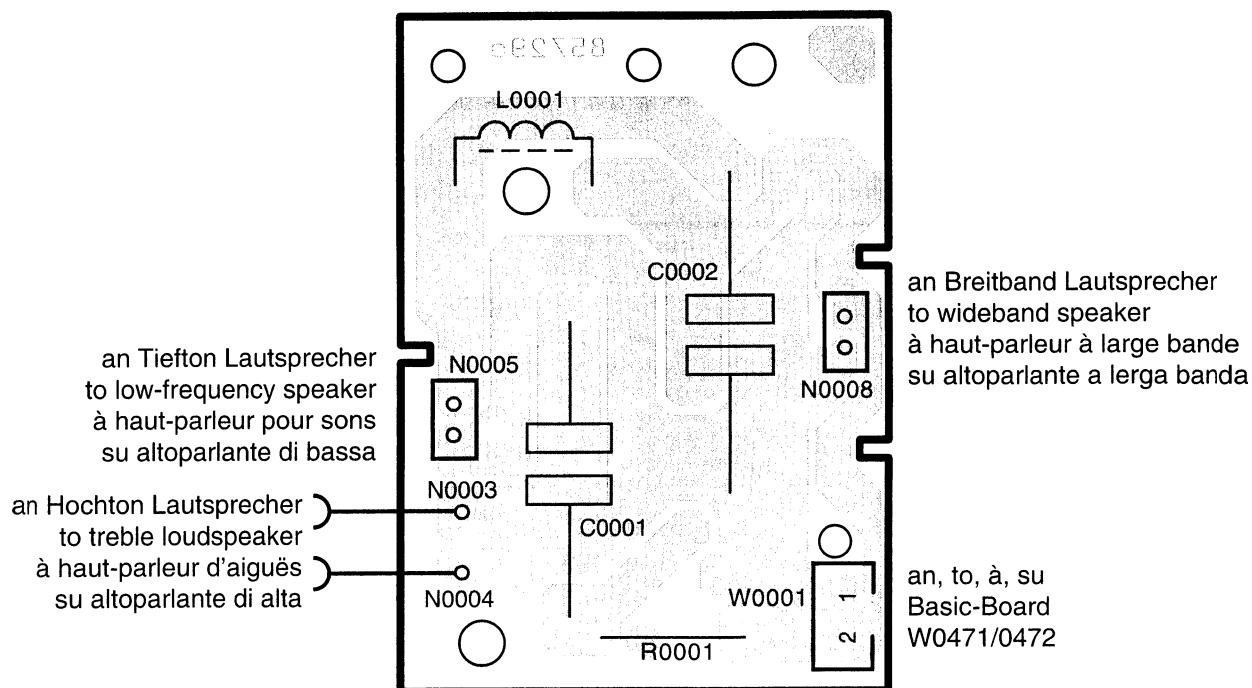 85729c
L0001
C0002
an Breitband Lautsprecher
to wideband speaker
à haut-parleur à large bande
su altoparlante a lerga banda
N0008
an Tiefton Lautsprecher
to low-frequency speaker
à haut-parleur pour sons
su altoparlante di bassa
N0005
N0003
an Hochton Lautsprecher
to treble loudspeaker
à haut-parleur d'aiguës
su altoparlante di alta
N0004
C0001
W0001
1
2
R0001
an, to, à, su
Basic-Board
W0471/0472